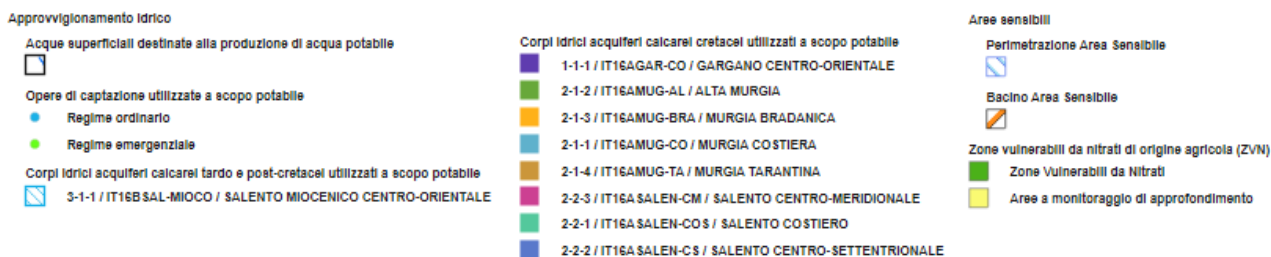 Approvvigionamento Idrico
Acque superficiali destinate alla produzione di acqua potabile
Opere di captazione utilizzate a scopo potabile
Regime ordinario
Regime emergenziale
Corpi idrici acquiferi calcarei tardo e post-cretacei utilizzati a scopo potabile
3-1-1 / IT16BSAL-MIOCO / SALENTO MIOCENICO CENTRO-ORIENTALE
Corpi idrici acquiferi calcarei cretacei utilizzati a scopo potabile
1-1-1 / IT16AGAR-CO / GARGANO CENTRO-ORIENTALE
2-1-2 / IT16AMUG-AL / ALTA MURGIA
2-1-3 / IT16AMUG-BRA / MURGIA BRADANICA
2-1-1 / IT16AMUG-CO / MURGIA COSTIERA
2-1-4 / IT16AMUG-TA / MURGIA TARANTINA
2-2-3 / IT16ASALEN-CM / SALENTO CENTRO-MERIDIONALE
2-2-1 / IT16ASALEN-COS / SALENTO COSTIERO
2-2-2 / IT16ASALEN-CS / SALENTO CENTRO-SETTENTRIONALE
Aree sensibili
Perimetrazione Area Sensibile
Bacino Area Sensibile
Zone vulnerabili da nitrati di origine agricola (ZVN)
Zone Vulnerabili da Nitrati
Aree a monitoraggio di approfondimento